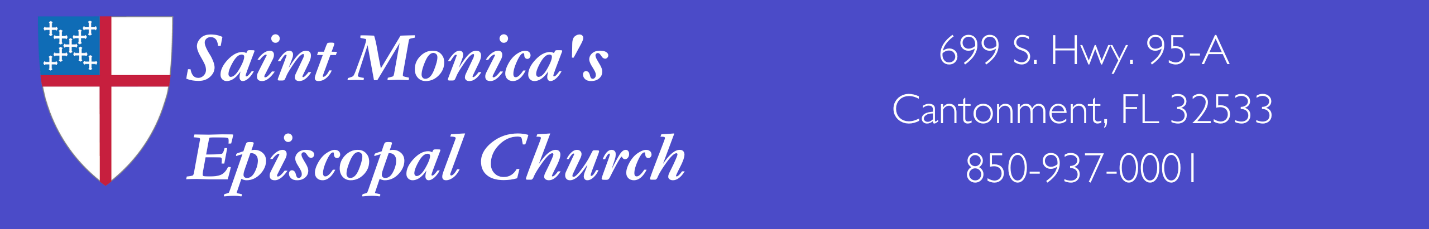 Saint Monica's
Episcopal Church
699 S. Hwy. 95-A
Cantonment, FL 32533
850-937-0001